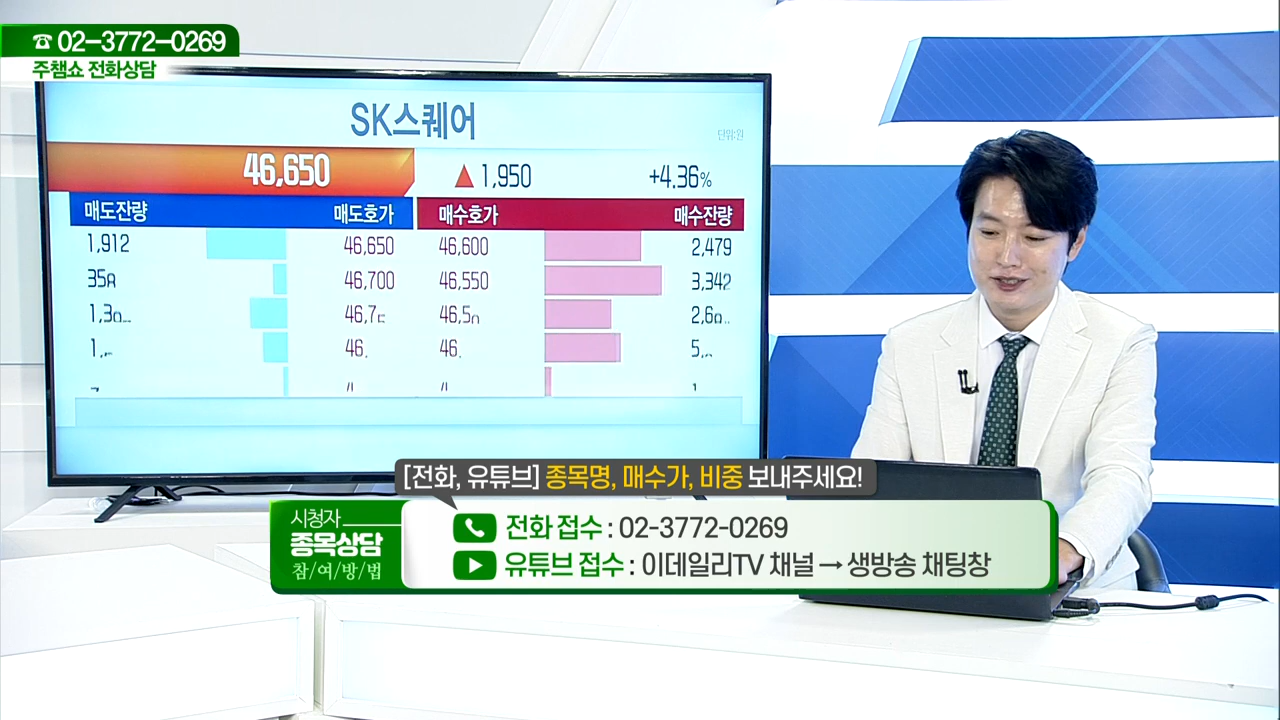 ☎ 02-3772-0269
주챔쇼 전화상담
SK스퀘어
단위:원
46,650 ▲ 1,950 +4.36%
매도잔량 매도호가 매수호가 매수잔량
1,912 46,650 46,600 2,479
46,700 46,550 3,342
[전화, 유튜브] 종목명, 매수가, 비중 보내주세요!
시청자
종목상담
참/여/방/법
전화 접수 : 02-3772-0269
유튜브 접수 : 이데일리TV 채널 → 생방송 채팅창